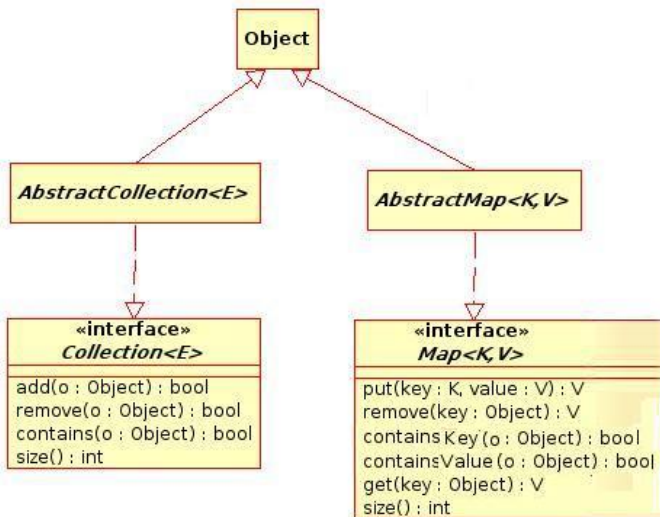 Object
AbstractCollection<E>
AbstractMap<K,V>
«interface»
Collection<E>
add(o : Object) : bool
remove(o : Object) : bool
contains(o : Object) : bool
size() : int
«interface»
Map<K,V>
put(key : K, value : V) : V
remove(key : Object) : V
containsKey(o : Object) : bool
containsValue (o : Object) : bool
get(key : Object) : V
size() : int